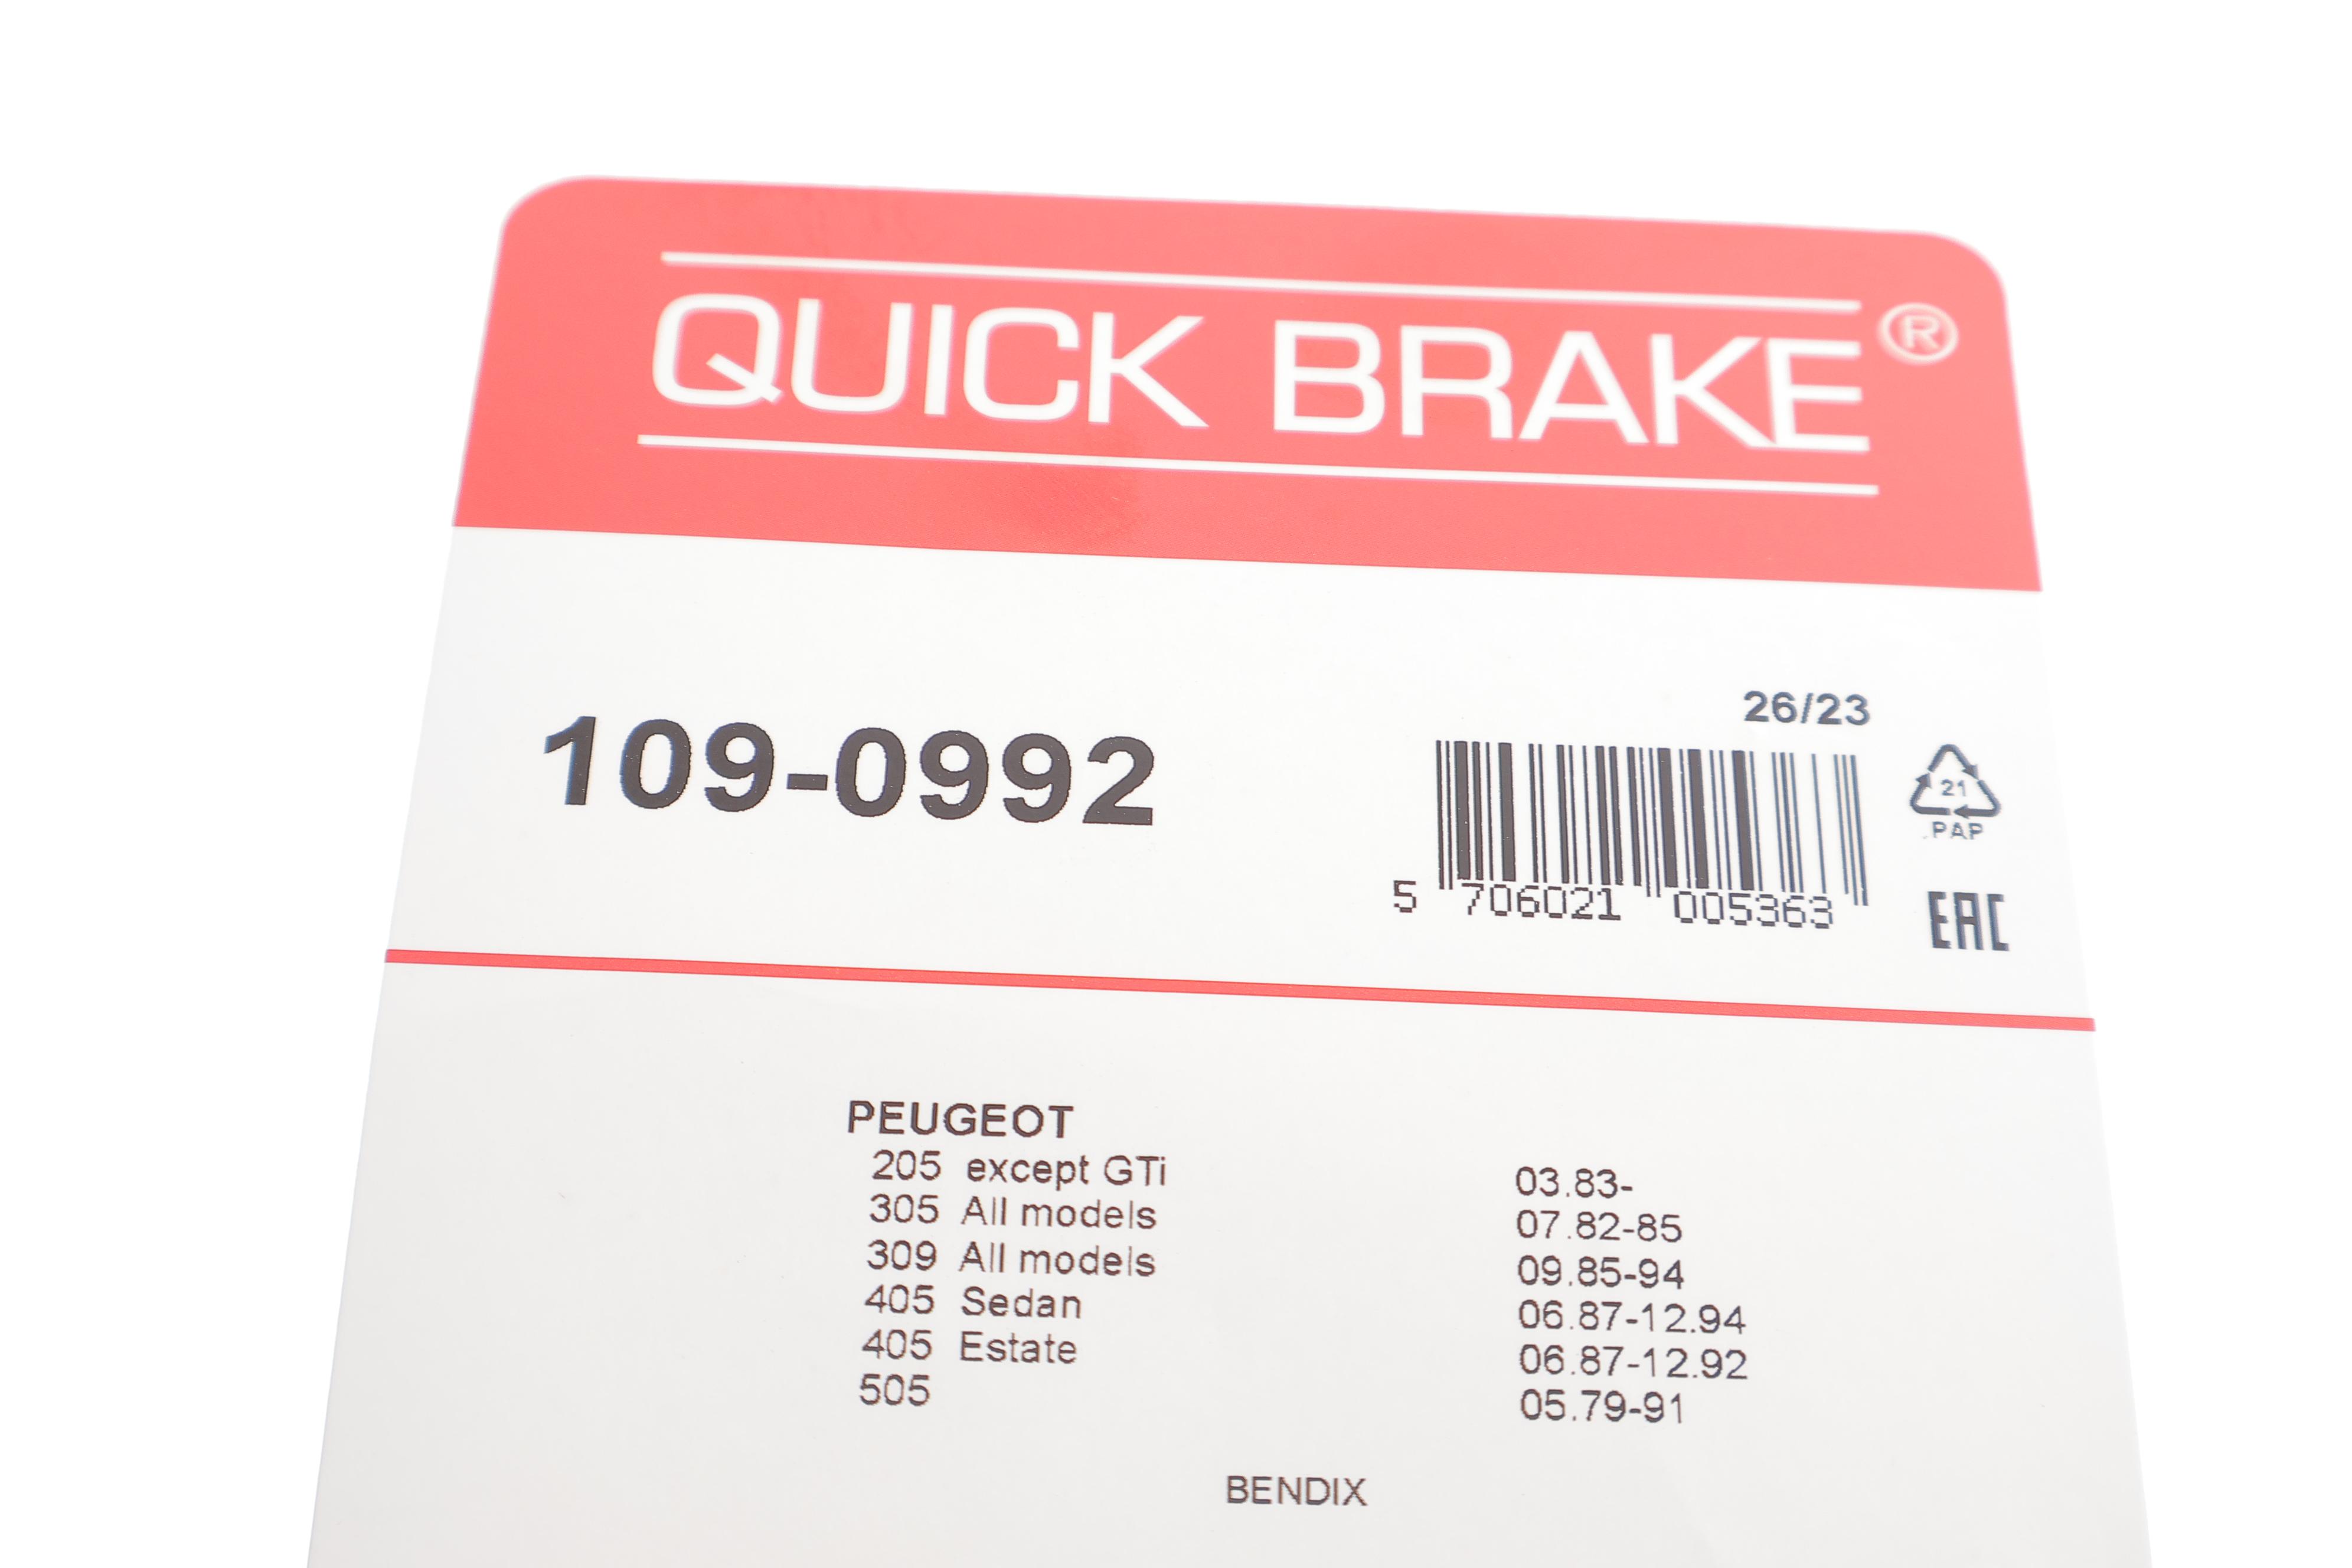 QUICK BRAKE®
26/23
109-0992
21
PAP
5 706021 005363
EAC
PEUGEOT
205 except GTi 03.83-
305 All models 07.82-85
309 All models 09.85-94
405 Sedan 06.87-12.94
405 Estate 06.87-12.92
505 05.79-91
BENDIX